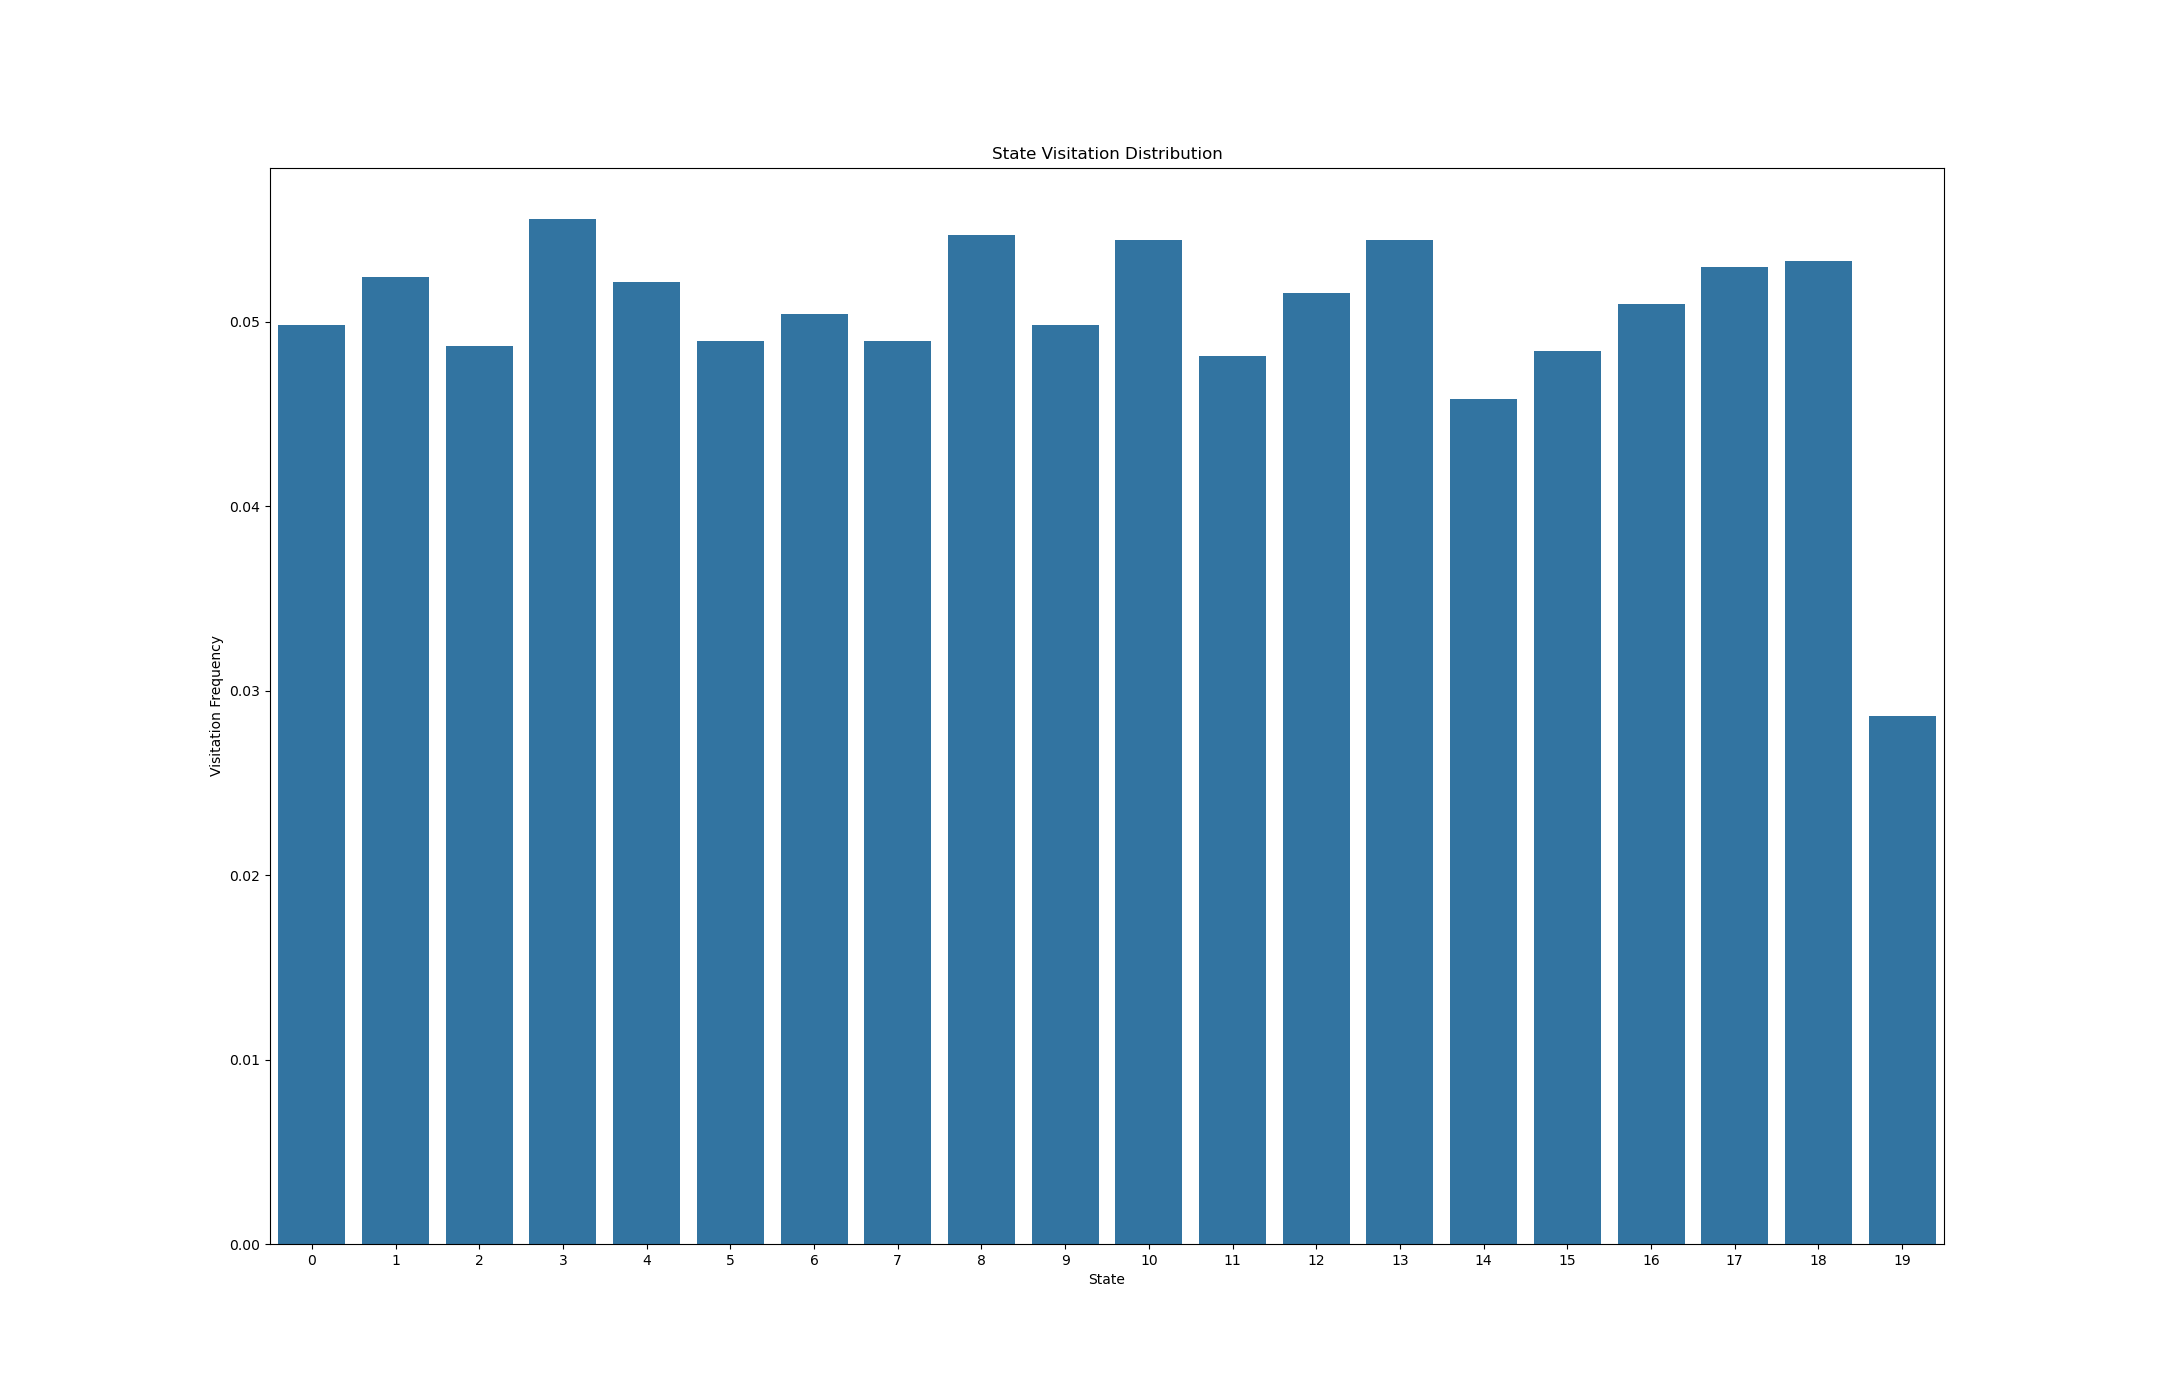 State Visitation Distribution
Visitation Frequency
0.05
0.04
0.03
0.02
0.01
0.00
0 1 2 3 4 5 6 7 8 9 10 11 12 13 14 15 16 17 18 19
State